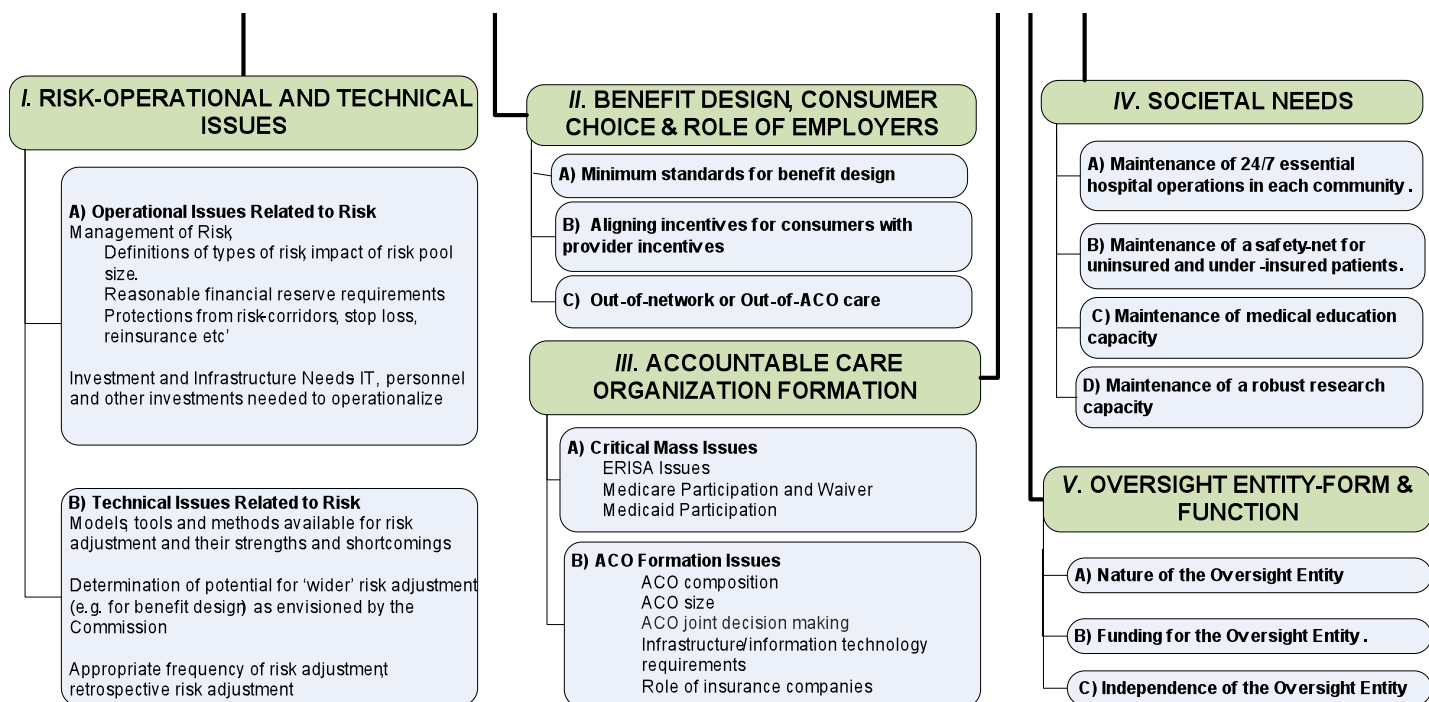 I. RISK-OPERATIONAL AND TECHNICAL
ISSUES
A) Operational Issues Related to Risk
Management of Risk,
Definitions of types of risk, impact of risk pool
size.
Reasonable financial reserve requirements
Protections from risk-corridors, stop loss,
reinsurance etc'
Investment and Infrastructure Needs IT, personnel
and other investments needed to operationalize
B) Technical Issues Related to Risk
Models, tools and methods available for risk
adjustment and their strengths and shortcomings
Determination of potential for 'wider' risk adjustment
(e.g. for benefit design) as envisioned by the
Commission
Appropriate frequency of risk adjustment,
retrospective risk adjustment
II. BENEFIT DESIGN, CONSUMER
CHOICE & ROLE OF EMPLOYERS
A) Minimum standards for benefit design
B) Aligning incentives for consumers with
provider incentives
C) Out-of-network or Out-of-ACO care
III. ACCOUNTABLE CARE
ORGANIZATION FORMATION
A) Critical Mass Issues
ERISA Issues
Medicare Participation and Waiver
Medicaid Participation
B) ACO Formation Issues
ACO composition
ACO size
ACO joint decision making
Infrastructure/information technology
requirements
Role of insurance companies
IV. SOCIETAL NEEDS
A) Maintenance of 24/7 essential
hospital operations in each community.
B) Maintenance of a safety-net for
uninsured and under-insured patients.
C) Maintenance of medical education
capacity
D) Maintenance of a robust research
capacity
V. OVERSIGHT ENTITY-FORM &
FUNCTION
A) Nature of the Oversight Entity
B) Funding for the Oversight Entity.
C) Independence of the Oversight Entity